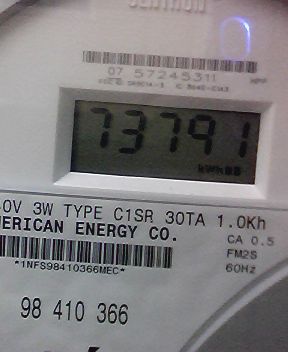 CENTRON
07 57245311
73791
kWh
0V 3W TYPE C1SR 30TA 1.0Kh
ERICAN ENERGY CO.
CA 0.5
FM2S
60Hz
*1NFS98410366MEC*
98 410 366